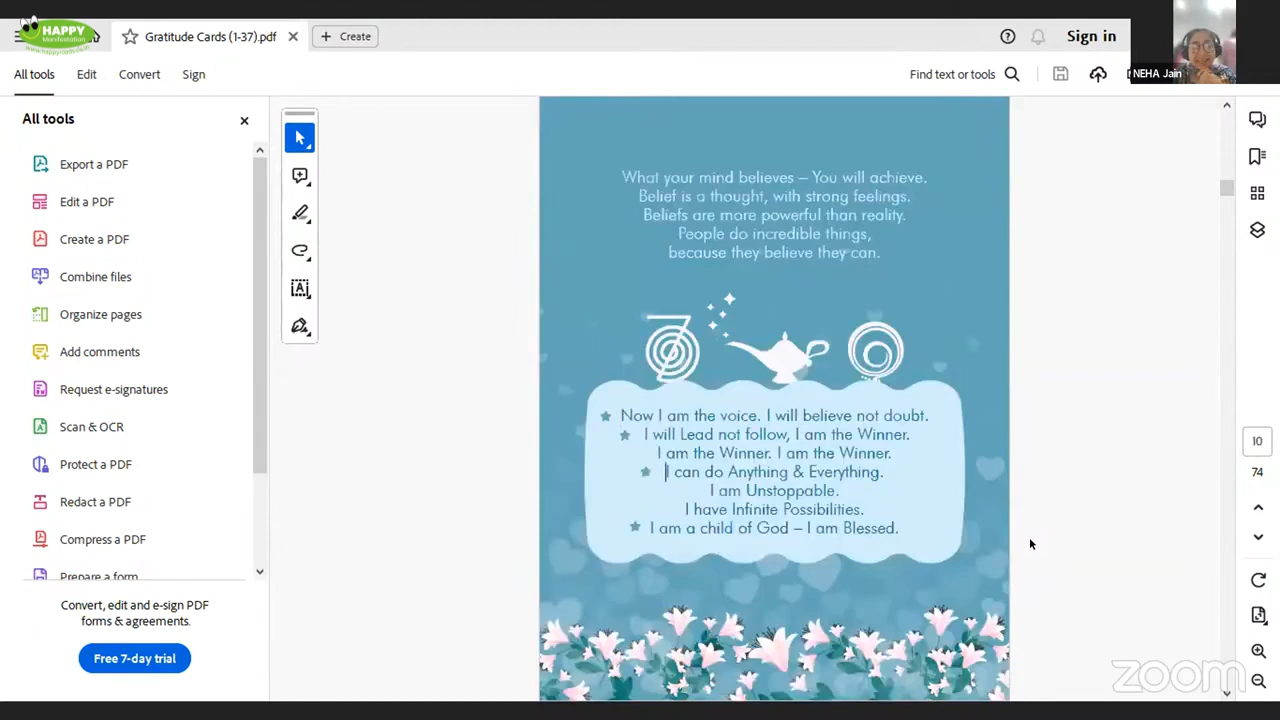 HAPPY
Manifestation
Gratitude Cards (1-37).pdf
Create
Sign in
All tools
Edit
Convert
Sign
Find text or tools
NEHA Jain
All tools
Export a PDF
Edit a PDF
Create a PDF
Combine files
Organize pages
Add comments
Request e-signatures
Scan & OCR
Protect a PDF
Redact a PDF
Compress a PDF
Prepare a form
Convert, edit and e-sign PDF
forms & agreements.
Free 7-day trial
What your mind believes – You will achieve.
Belief is a thought, with strong feelings.
Beliefs are more powerful than reality.
People do incredible things,
because they believe they can.
Now I am the voice. I will believe not doubt.
I will Lead not follow, I am the Winner.
I am the Winner. I am the Winner.
I can do Anything & Everything.
I am Unstoppable.
I have Infinite Possibilities.
I am a child of God – I am Blessed.
10
74
zoom